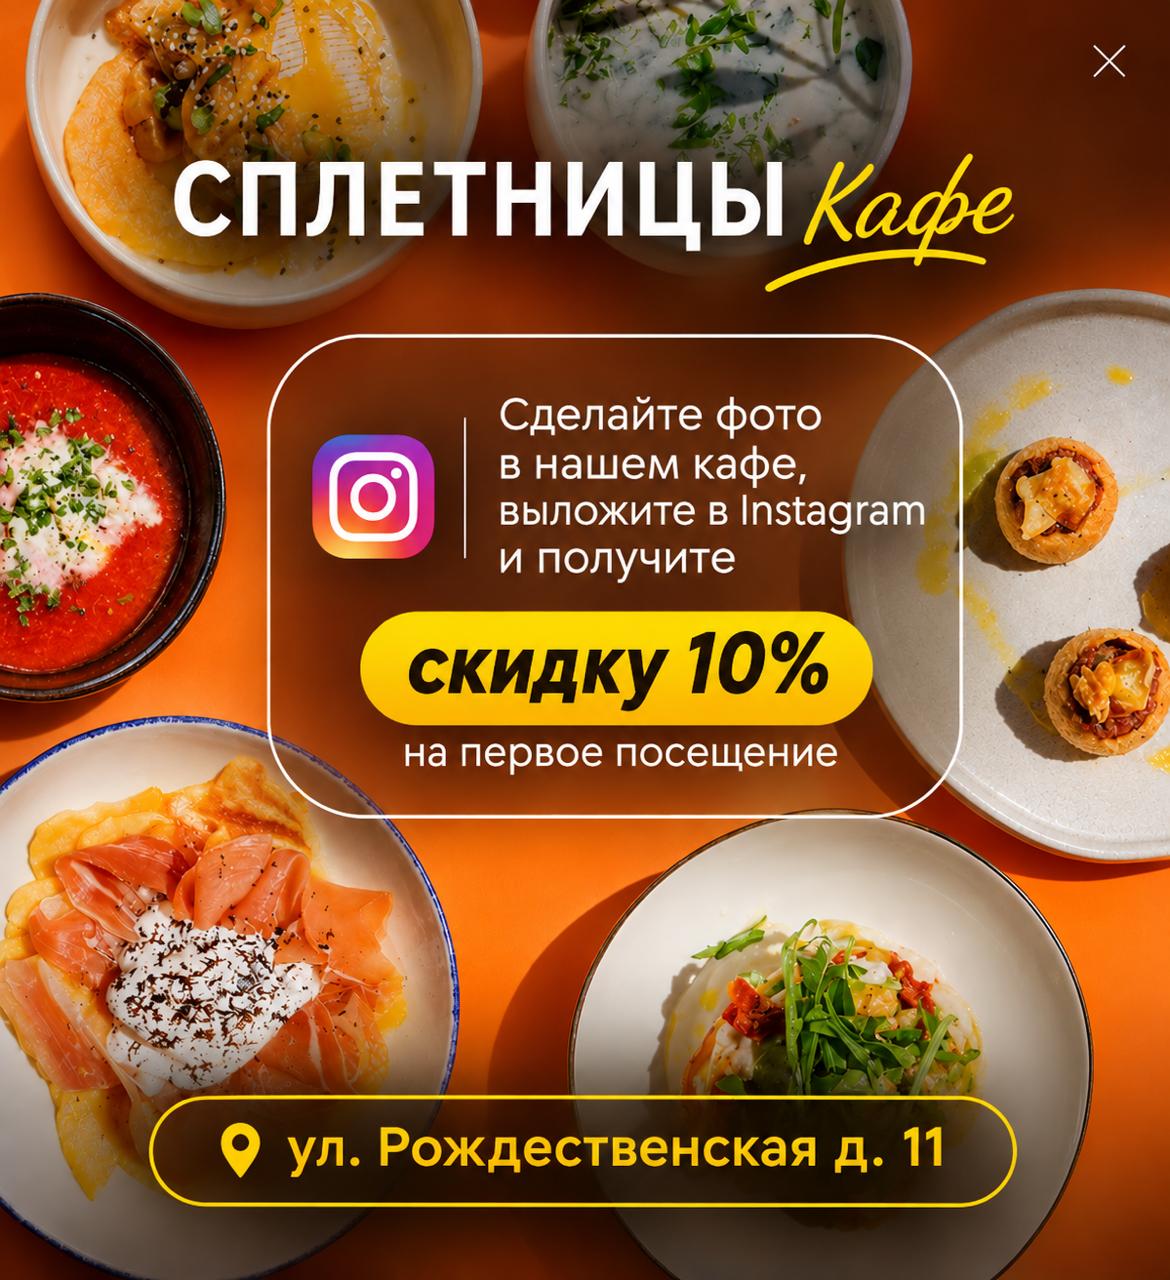 СПЛЕТНИЦЫ Кафе
Сделайте фото
в нашем кафе,
выложите в Instagram
и получите
скидку 10%
на первое посещение
ул. Рождественская д. 11